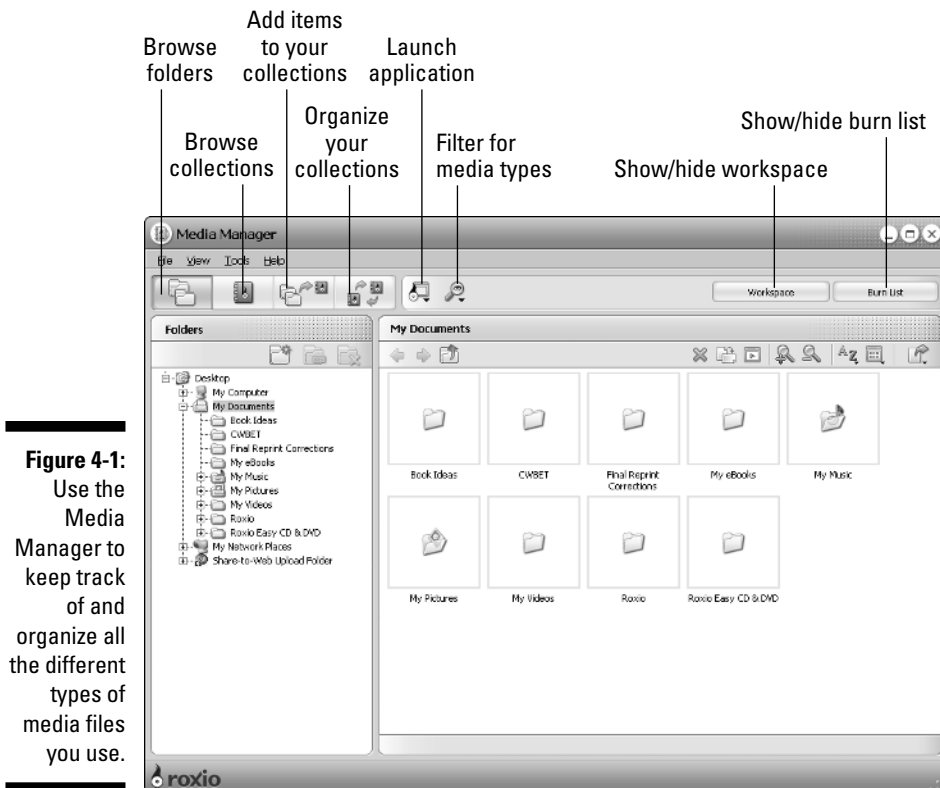 Add items
to your
collections
Browse
folders
Launch
application
Organize
your
collections
Browse
collections
Filter for
media types
Show/hide workspace
Show/hide burn list
Media Manager
File View Tools Help
Workspace
Burn List
Folders
My Documents
Desktop
My Computer
My Documents
Book Ideas
CWBET
Final Reprint Corrections
My eBooks
My Music
My Pictures
My Videos
Roxio
Roxio Easy CD & DVD
My Network Places
Share-to-Web Upload Folder
AZ
Book Ideas
CWBET
Final Reprint
Corrections
My eBooks
My Music
My Pictures
My Videos
Roxio
Roxio Easy CD & DVD
roxio
Figure 4-1:
Use the
Media
Manager to
keep track
of and
organize all
the different
types of
media files
you use.